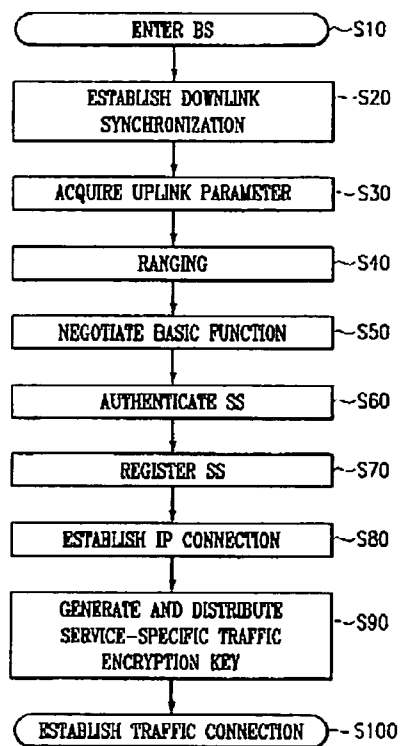 ENTER BS
S10
ESTABLISH DOWNLINK
SYNCHRONIZATION
S20
ACQUIRE UPLINK PARAMETER
S30
RANGING
S40
NEGOTIATE BASIC FUNCTION
S50
AUTHENTICATE SS
S60
REGISTER SS
S70
ESTABLISH IP CONNECTION
S80
GENERATE AND DISTRIBUTE
SERVICE-SPECIFIC TRAFFIC
ENCRYPTION KEY
S90
ESTABLISH TRAFFIC CONNECTION
S100